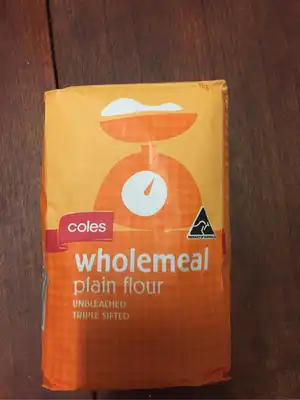 coles
wholemeal
plain flour
UNBLEACHED
TRIPLE SIFTED